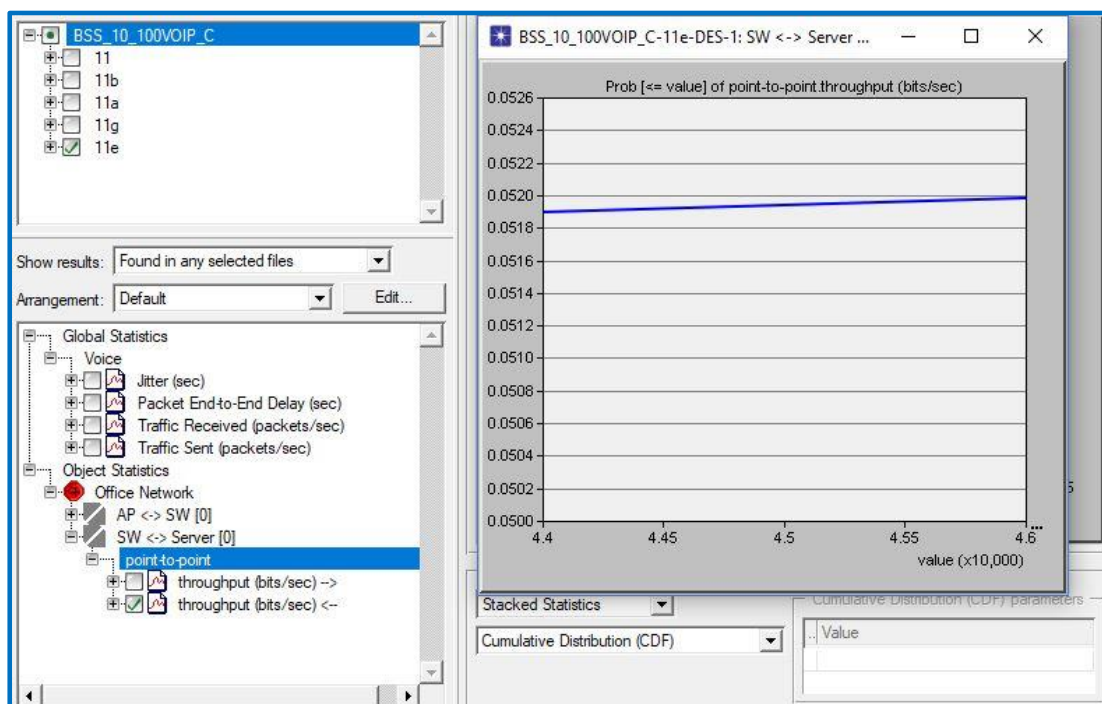 BSS_10_100VOIP_C
11
11b
11a
11g
11e
Show results: Found in any selected files
Arrangement: Default Edit...
Global Statistics
Voice
Jitter (sec)
Packet End-to-End Delay (sec)
Traffic Received (packets/sec)
Traffic Sent (packets/sec)
Object Statistics
Office Network
AP <-> SW [0]
SW <-> Server [0]
point-to-point
throughput (bits/sec) -->
throughput (bits/sec) <--
BSS_10_100VOIP_C-11e-DES-1: SW <-> Server ...
Prob [<= value] of point-to-point.throughput (bits/sec)
0.0526
0.0524
0.0522
0.0520
0.0518
0.0516
0.0514
0.0512
0.0510
0.0508
0.0506
0.0504
0.0502
0.0500
4.4 4.45 4.5 4.55 4.6...
value (x10,000)
5
Stacked Statistics
Cumulative Distribution (CDF)
Cumulative Distribution (CDF) parameters
.. Value